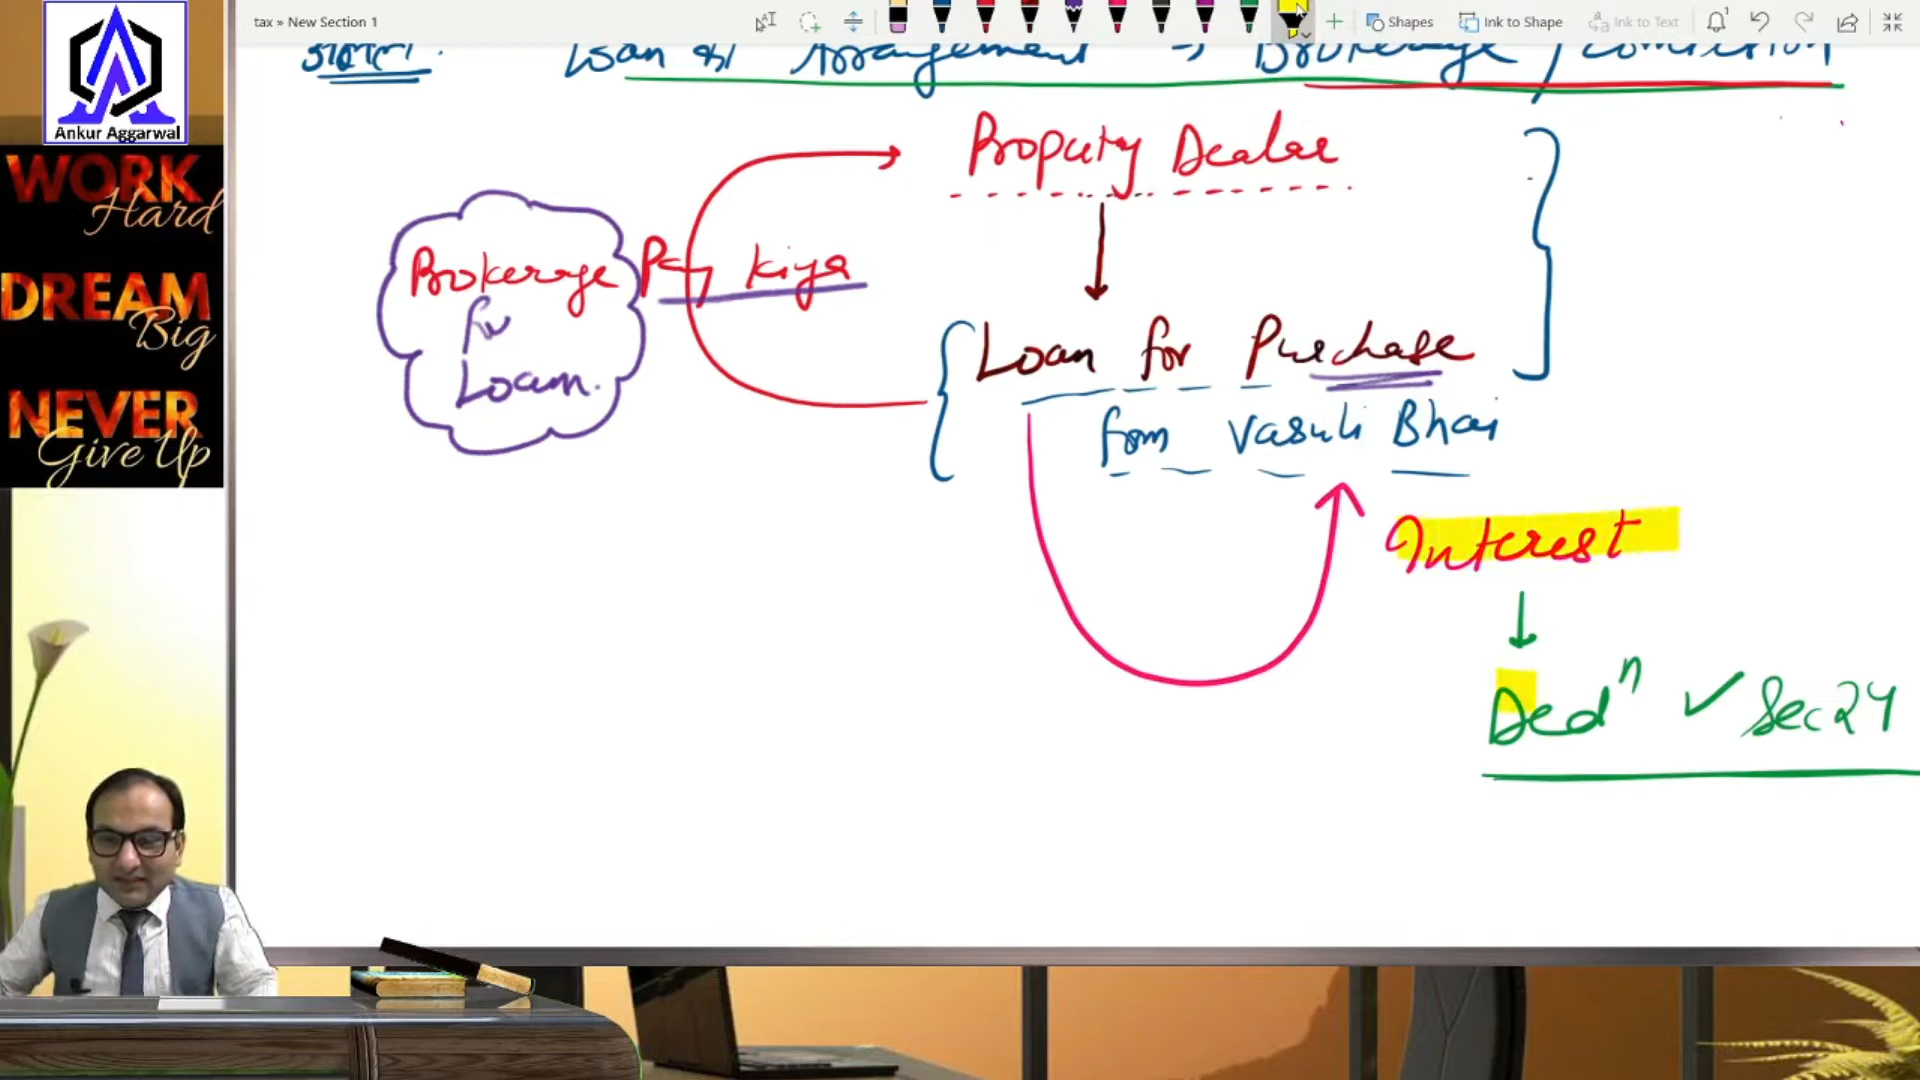 tax » New Section 1
Shapes
Ink to Shape
Ink to Text
Ankur Aggarwal
WORK
Hard
DREAM
Big
NEVER
Give Up
Loan का Arrangement → Brokerage /
Property Dealer
Brokerage Pay kiya
for
Loan.
Loan for Purchase
from Vasuli Bhai
Interest
↓
Dedⁿ ✓ Sec 24